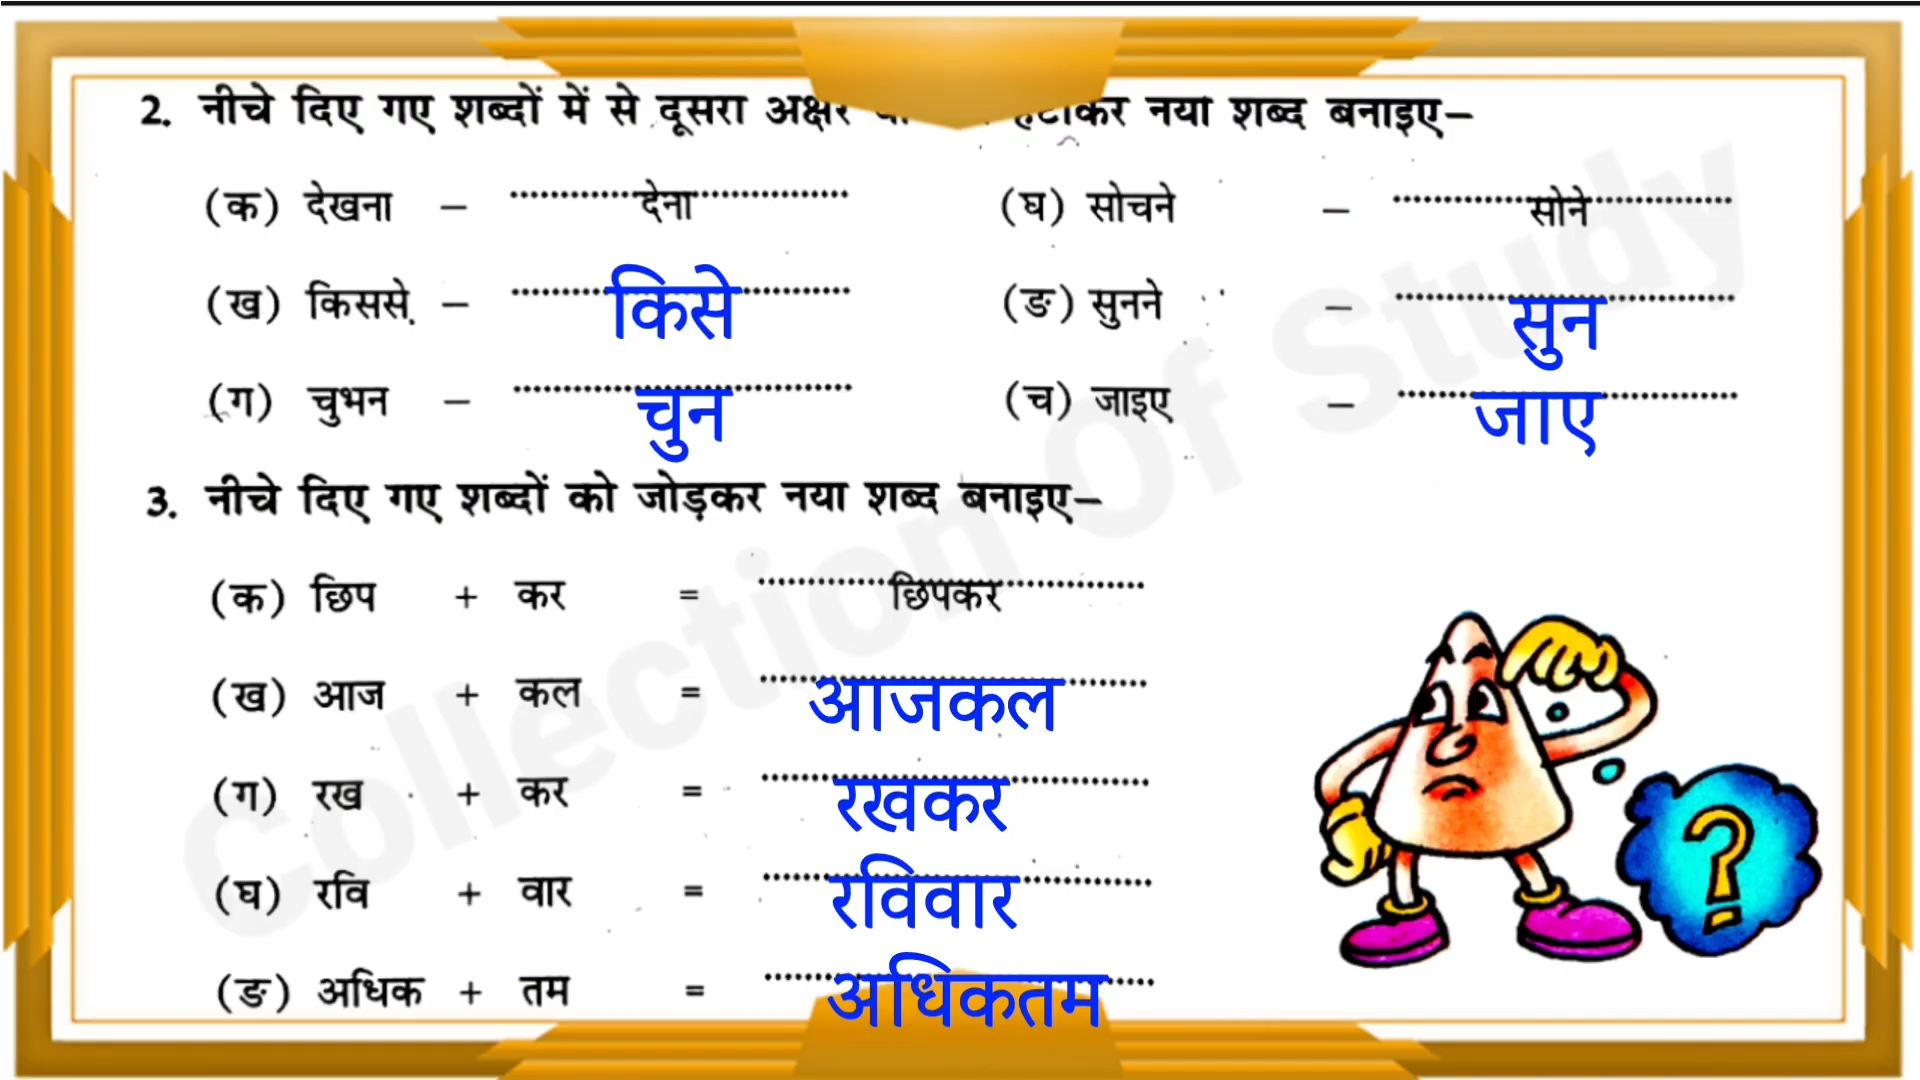 2. नीचे दिए गए शब्दों में से दूसरा अक्षर हटाकर नया शब्द बनाइए–
(क) देखना – देना (घ) सोचने – सोने
(ख) किससे – किसे (ङ) सुनने – सुन
(ग) चुभन – चुन (च) जाइए – जाए
3. नीचे दिए गए शब्दों को जोड़कर नया शब्द बनाइए–
(क) छिप + कर = छिपकर
(ख) आज + कल = आजकल
(ग) रख + कर = रखकर
(घ) रवि + वार = रविवार
(ङ) अधिक + तम = अधिकतम
?
Collection Of Study